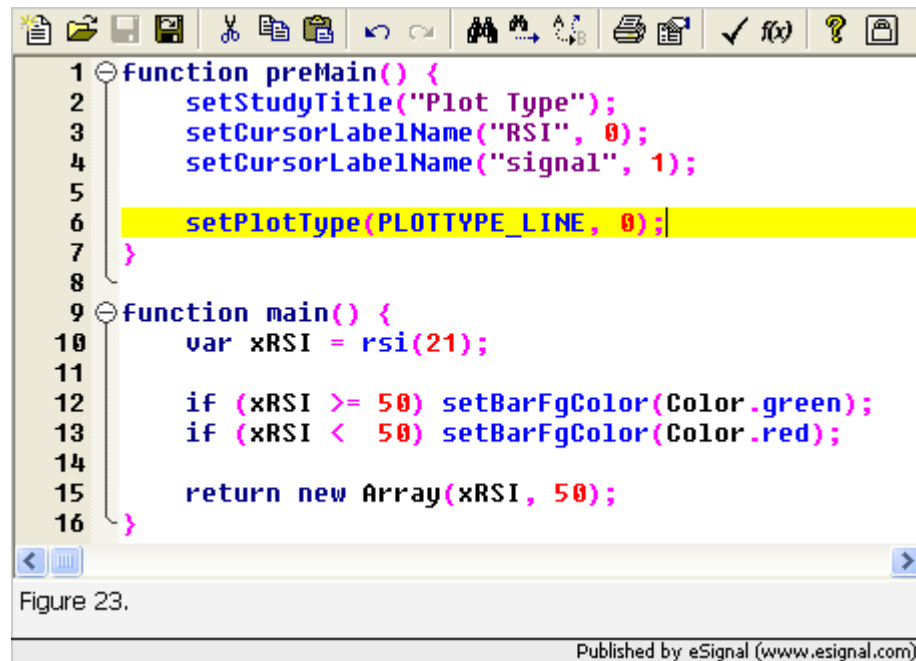 f(x) ?
1 function preMain() {
2 setStudyTitle("Plot Type");
3 setCursorLabelName("RSI", 0);
4 setCursorLabelName("signal", 1);
5
6 setPlotType(PLOTTYPE_LINE, 0);
7 }
8
9 function main() {
10 var xRSI = rsi(21);
11
12 if (xRSI >= 50) setBarFgColor(Color.green);
13 if (xRSI <  50) setBarFgColor(Color.red);
14
15 return new Array(xRSI, 50);
16 }
Figure 23.
Published by eSignal (www.esignal.com)